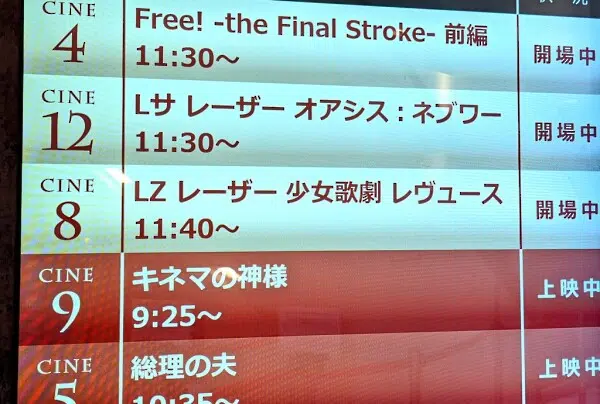 CINE
4
Free! -the Final Stroke- 前編
11:30～
開場中
CINE
12
Lサ レーザー オアシス：ネブワー
11:30～
開場中
CINE
8
LZ レーザー 少女歌劇 レヴュース
11:40～
開場中
CINE
9
キネマの神様
9:25～
上映中
CINE
5
総理の夫
10:35～
上映中